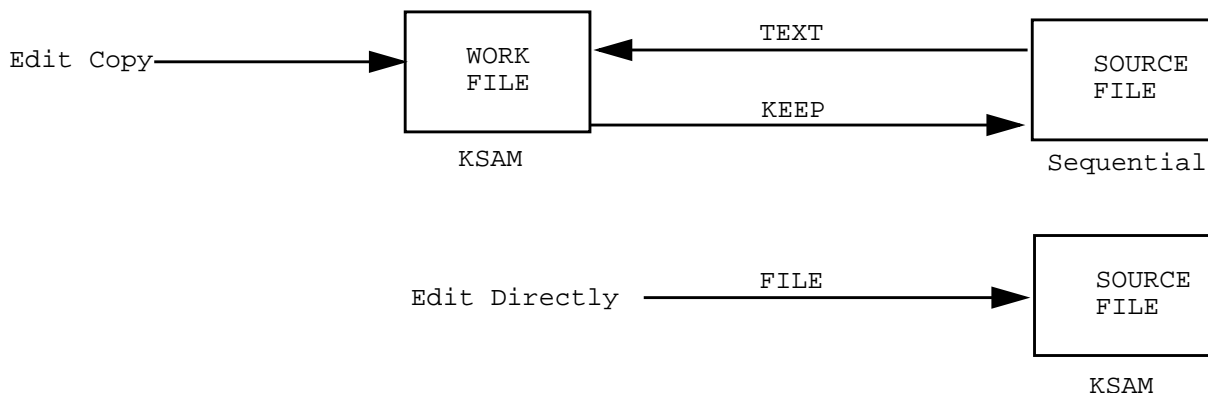 TEXT
Edit Copy
WORK
FILE
SOURCE
FILE
KEEP
KSAM
Sequential
FILE
Edit Directly
SOURCE
FILE
KSAM